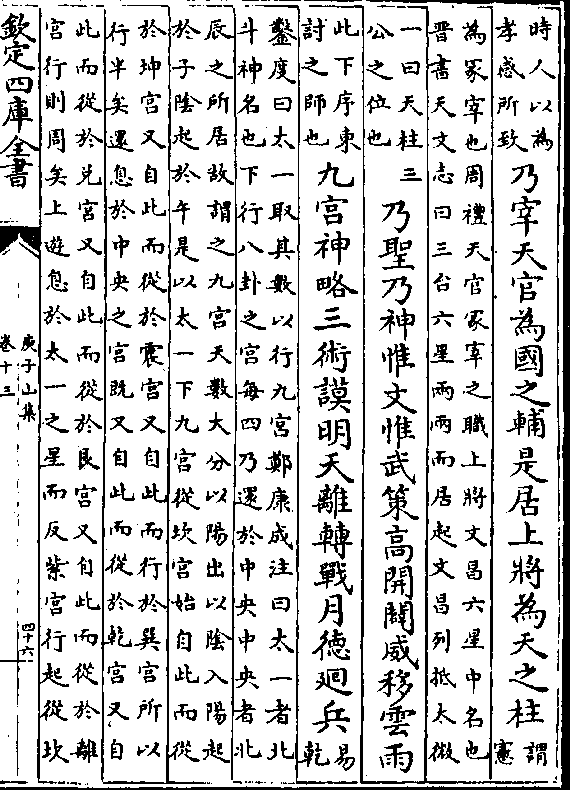 時人以為
孝感所致
乃宰天官為國之輔是居上將為天之柱
謂
憲
為冢宰也周禮天官冢宰之職上將文昌六星中名也
晉書天文志曰三台六星兩兩而居起文昌列抵太微
一曰天柱三
公之位也
乃聖乃神惟文惟武策高開闢威移雲雨
此下序東
討之師也
九宮神略三術謨明天離轉戰月德迴兵
易
乾
鑿度曰太一取其數以行九宮鄭康成注曰太一者北
斗神名也下行八卦之宮每四乃還於中央中央者北
辰之所居故謂之九宮天數大分以陽出以陰入陽起
於子陰起於午是以太一下九宮從坎宮始自此而從
於坤宮又自此而從於震宮又自此而行於巽宮所以
行半矣還息於中央之宮既又自此而從於乾宮又自
此而從於兌宮又自此而從於艮宮又自此而從於離
宮行則周矣上遊息於太一之星而反紫宮行起從坎
欽定四庫全書
庾子山集
卷十三
四十六